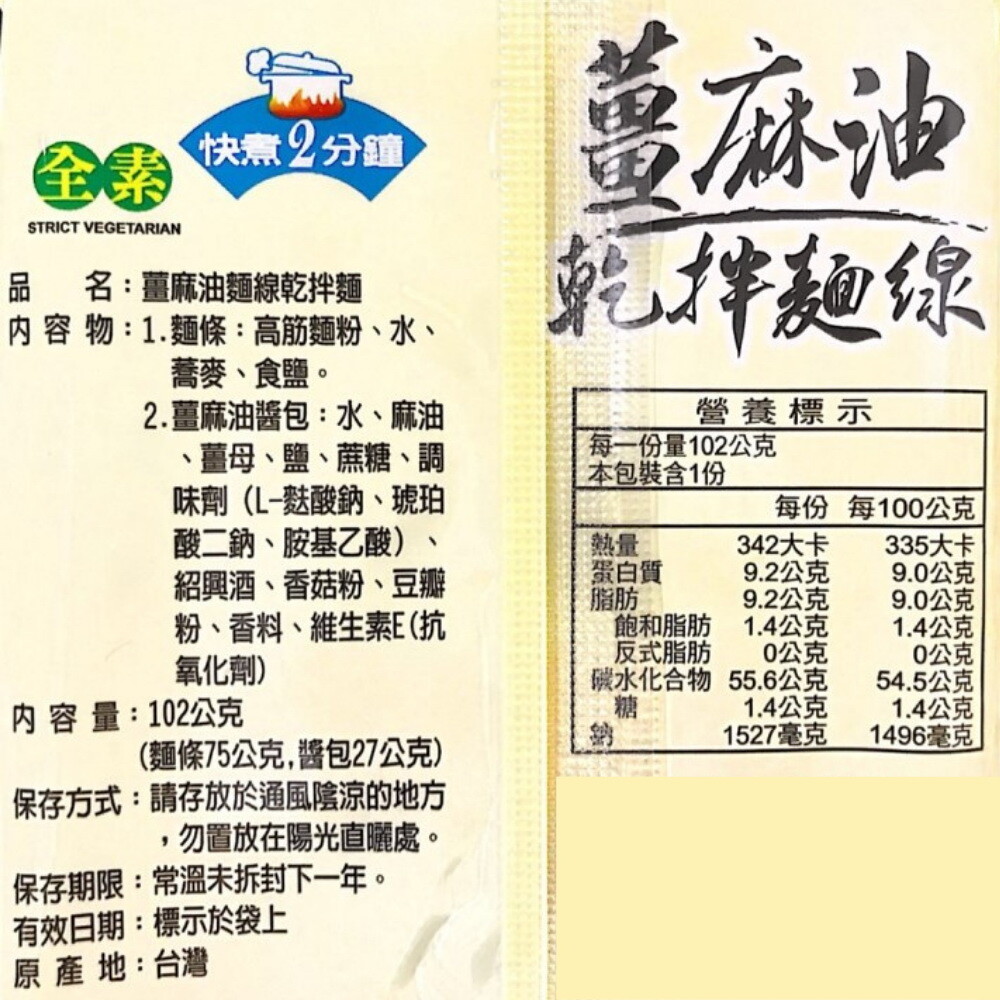 快煮2分鐘
全素
STRICT VEGETARIAN
品名：薑麻油麵線乾拌麵
內容物：1.麵條：高筋麵粉、水、
蕎麥、食鹽。
2.薑麻油醬包：水、麻油
、薑母、鹽、蔗糖、調
味劑（L-麩酸鈉、琥珀
酸二鈉、胺基乙酸）、
紹興酒、香菇粉、豆瓣
粉、香料、維生素E(抗
氧化劑)
內容量：102公克
(麵條75公克,醬包27公克)
保存方式：請存放於通風陰涼的地方
，勿置放在陽光直曬處。
保存期限：常溫未拆封下一年。
有效日期：標示於袋上
原產地：台灣
薑麻油
乾拌麵線
營養標示
每一份量102公克
本包裝含1份
每份 每100公克
熱量 342大卡 335大卡
蛋白質 9.2公克 9.0公克
脂肪 9.2公克 9.0公克
飽和脂肪 1.4公克 1.4公克
反式脂肪 0公克 0公克
碳水化合物 55.6公克 54.5公克
糖 1.4公克 1.4公克
鈉 1527毫克 1496毫克